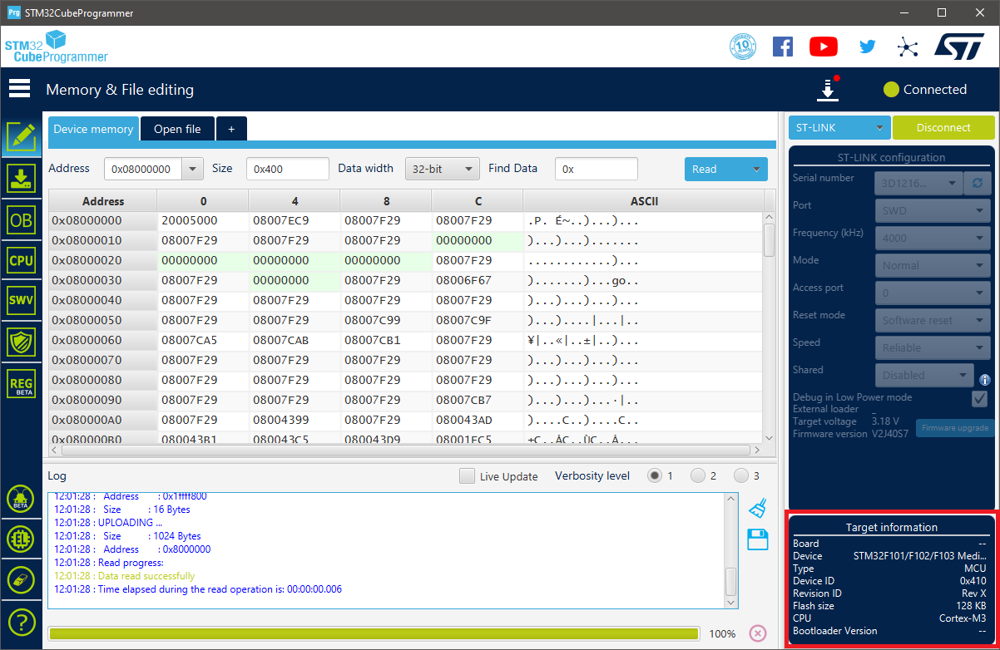 Prg STM32CubeProgrammer
STM32
CubeProgrammer
10 YEARS
ST
Memory & File editing
Connected
Device memory Open file +
Address 0x08000000 Size 0x400 Data width 32-bit Find Data 0x Read
Address 0 4 8 C ASCII
0x08000000 20005000 08007EC9 08007F29 08007F29 .P. É~..)...)...
0x08000010 08007F29 08007F29 08007F29 00000000 )...)...).......
0x08000020 00000000 00000000 00000000 08007F29 ............)...
0x08000030 08007F29 00000000 08007F29 08006F67 ).......)...go..
0x08000040 08007F29 08007F29 08007F29 08007F29 )...)...)...)...
0x08000050 08007F29 08007F29 08007C99 08007C9F )...)....|...|..
0x08000060 08007CA5 08007CAB 08007CB1 08007F29 ¥|..«|..±|..)...
0x08000070 08007F29 08007F29 08007F29 08007F29 )...)...)...)...
0x08000080 08007F29 08007F29 08007F29 08007F29 )...)...)...)...
0x08000090 08007F29 08007F29 08007F29 08007CB7 )...)...)...·|..
0x080000A0 08007F29 08004399 08007F29 080043AD )....C..)....C..
0x080000B0 080043B1 080043C5 080043D9 08001EC5 ±C..ÅC..ÙC..Å...
OB
CPU
SWV
REG
BETA
BETA
EL
?
Log Live Update Verbosity level 1 2 3
12:01:28 : Address : 0x1ffff800
12:01:28 : Size : 16 Bytes
12:01:28 : UPLOADING ...
12:01:28 : Size : 1024 Bytes
12:01:28 : Address : 0x8000000
12:01:28 : Read progress:
12:01:28 : Data read successfully
12:01:28 : Time elapsed during the read operation is: 00:00:00.006
100%
ST-LINK Disconnect
ST-LINK configuration
Serial number 3D1216...
Port SWD
Frequency (kHz) 4000
Mode Normal
Access port 0
Reset mode Software reset
Speed Reliable
Shared Disabled
Debug in Low Power mode
External loader _
Target voltage 3.18 V
Firmware version V2J40S7 Firmware upgrade
Target information
Board --
Device STM32F101/F102/F103 Medi...
Type MCU
Device ID 0x410
Revision ID Rev X
Flash size 128 KB
CPU Cortex-M3
Bootloader Version --